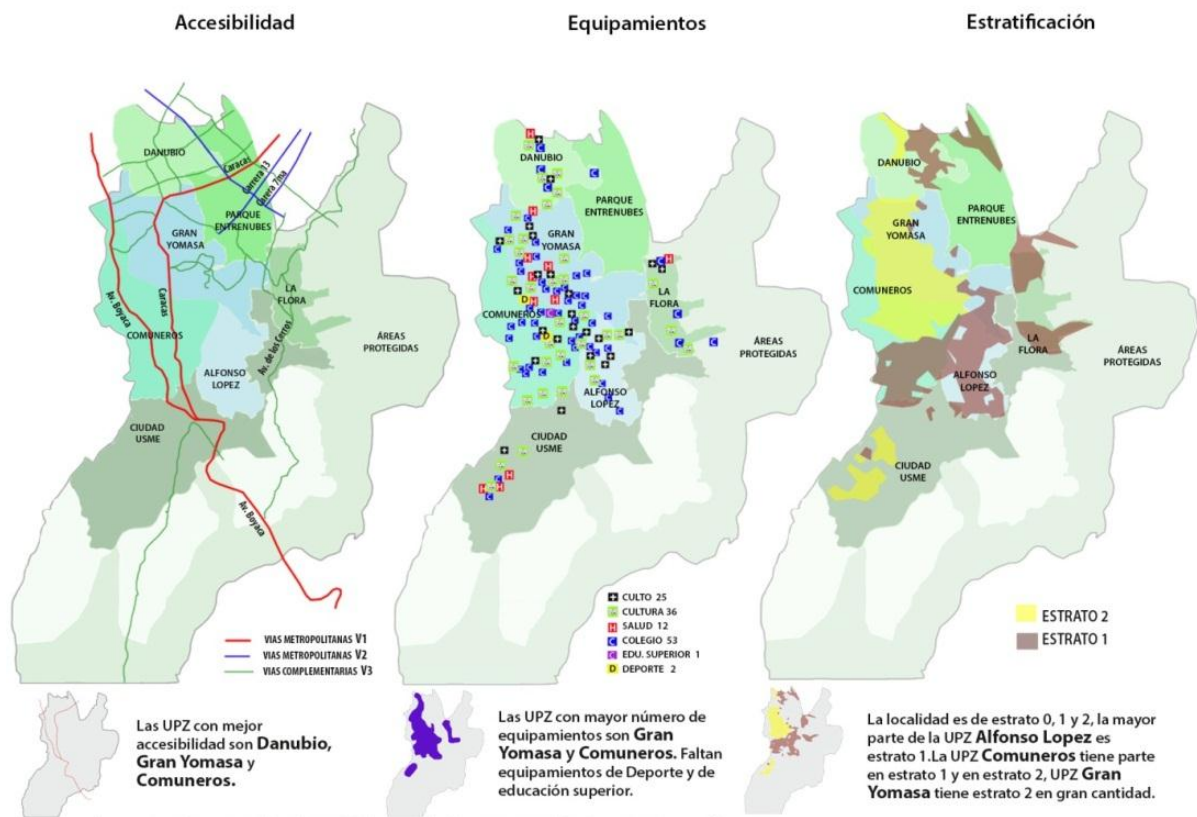 Accesibilidad
DANUBIO
Caracas
Carrera 13
Carera 7ma
PARQUE
ENTRENUBES
GRAN
YOMASA
LA
FLORA
Av. Boyaca
Caracas
COMUNEROS
Av. de los Cerros
ÁREAS
PROTEGIDAS
ALFONSO
LOPEZ
CIUDAD
USME
Av. Boyaca
VIAS METROPOLITANAS V1
VIAS METROPOLITANAS V2
VIAS COMPLEMENTARIAS V3
Las UPZ con mejor
accesibilidad son Danubio,
Gran Yomasa y
Comuneros.
Equipamientos
DANUBIO
PARQUE
ENTRENUBES
GRAN
YOMASA
LA
FLORA
COMUNEROS
ÁREAS
PROTEGIDAS
ALFONSO
LOPEZ
CIUDAD
USME
CULTO 25
CULTURA 36
H SALUD 12
C COLEGIO 53
C EDU. SUPERIOR 1
D DEPORTE 2
Las UPZ con mayor número de
equipamientos son Gran
Yomasa y Comuneros. Faltan
equipamientos de Deporte y de
educación superior.
Estratificación
DANUBIO
PARQUE
ENTRENUBES
GRAN
YOMASA
COMUNEROS
LA
FLORA
ÁREAS
PROTEGIDAS
ALFONSO
LOPEZ
CIUDAD
USME
ESTRATO 2
ESTRATO 1
La localidad es de estrato 0, 1 y 2, la mayor
parte de la UPZ Alfonso Lopez es
estrato 1.La UPZ Comuneros tiene parte
en estrato 1 y en estrato 2, UPZ Gran
Yomasa tiene estrato 2 en gran cantidad.